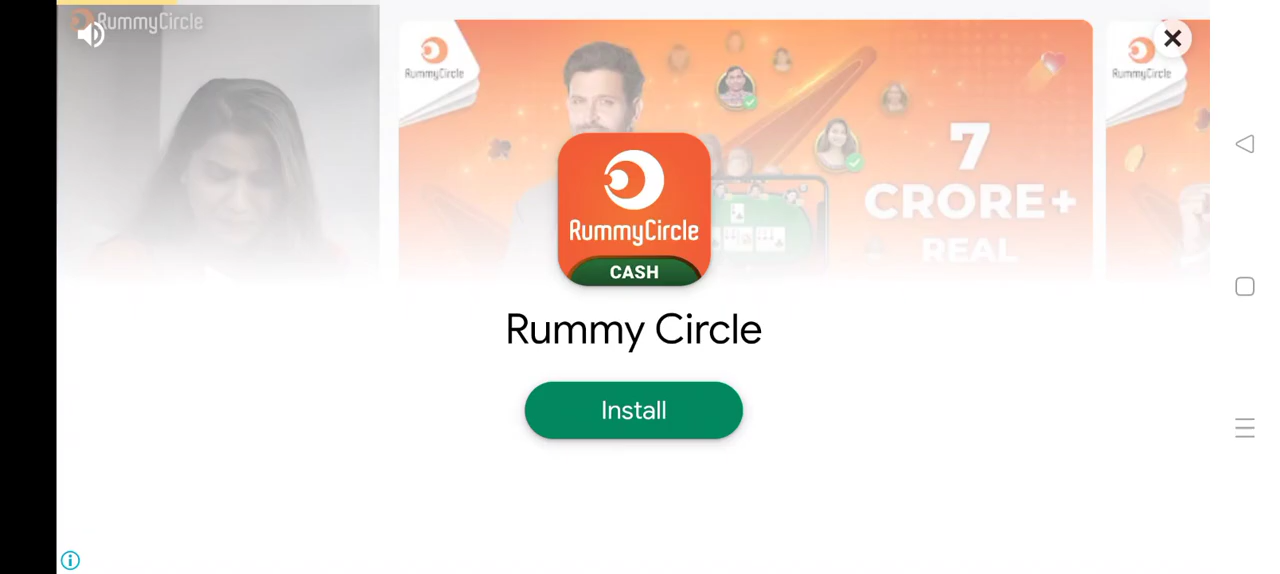 RummyCircle
RummyCircle
RummyCircle
7
CRORE+
REAL
RummyCircle
CASH
Rummy Circle
Install